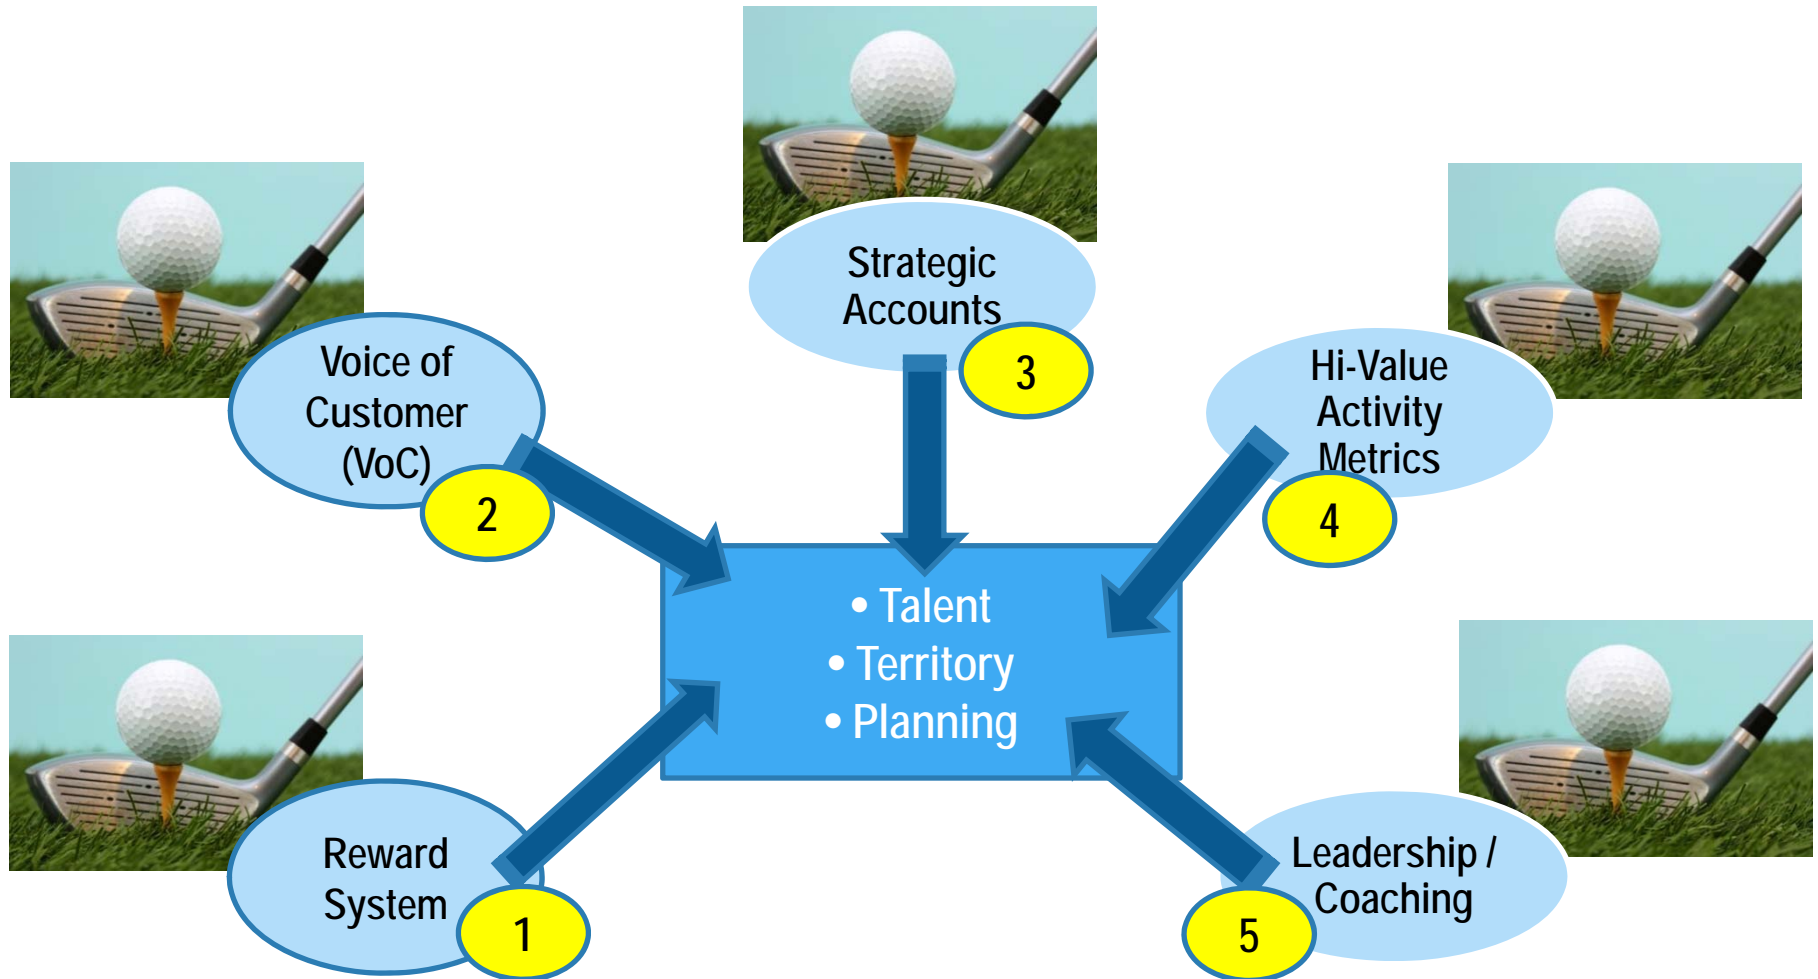 Strategic
Accounts
3
Voice of
Customer
(VoC)
2
Hi-Value
Activity
Metrics
4
• Talent
• Territory
• Planning
Reward
System
1
Leadership /
Coaching
5